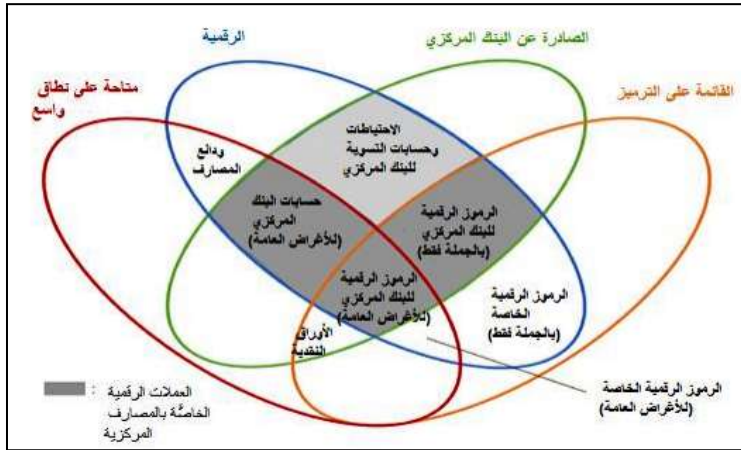 الرقمية
الصادرة عن البنك المركزي
متاحة على نطاق
واسع
القائمة على الترميز
ودائع
المصارف
الاحتياطات
وحسابات التسوية
للبنك المركزي
حسابات البنك
المركزي
(للأغراض العامة)
الرموز الرقمية
للبنك المركزي
(بالجملة فقط)
الرموز الرقمية
للبنك المركزي
(للأغراض العامة)
الأوراق
النقدية
الرموز الرقمية
الخاصة
(بالجملة فقط)
الرموز الرقمية الخاصة
(للأغراض العامة)
: العملات الرقمية
الخاصَّة بالمصارف
المركزية